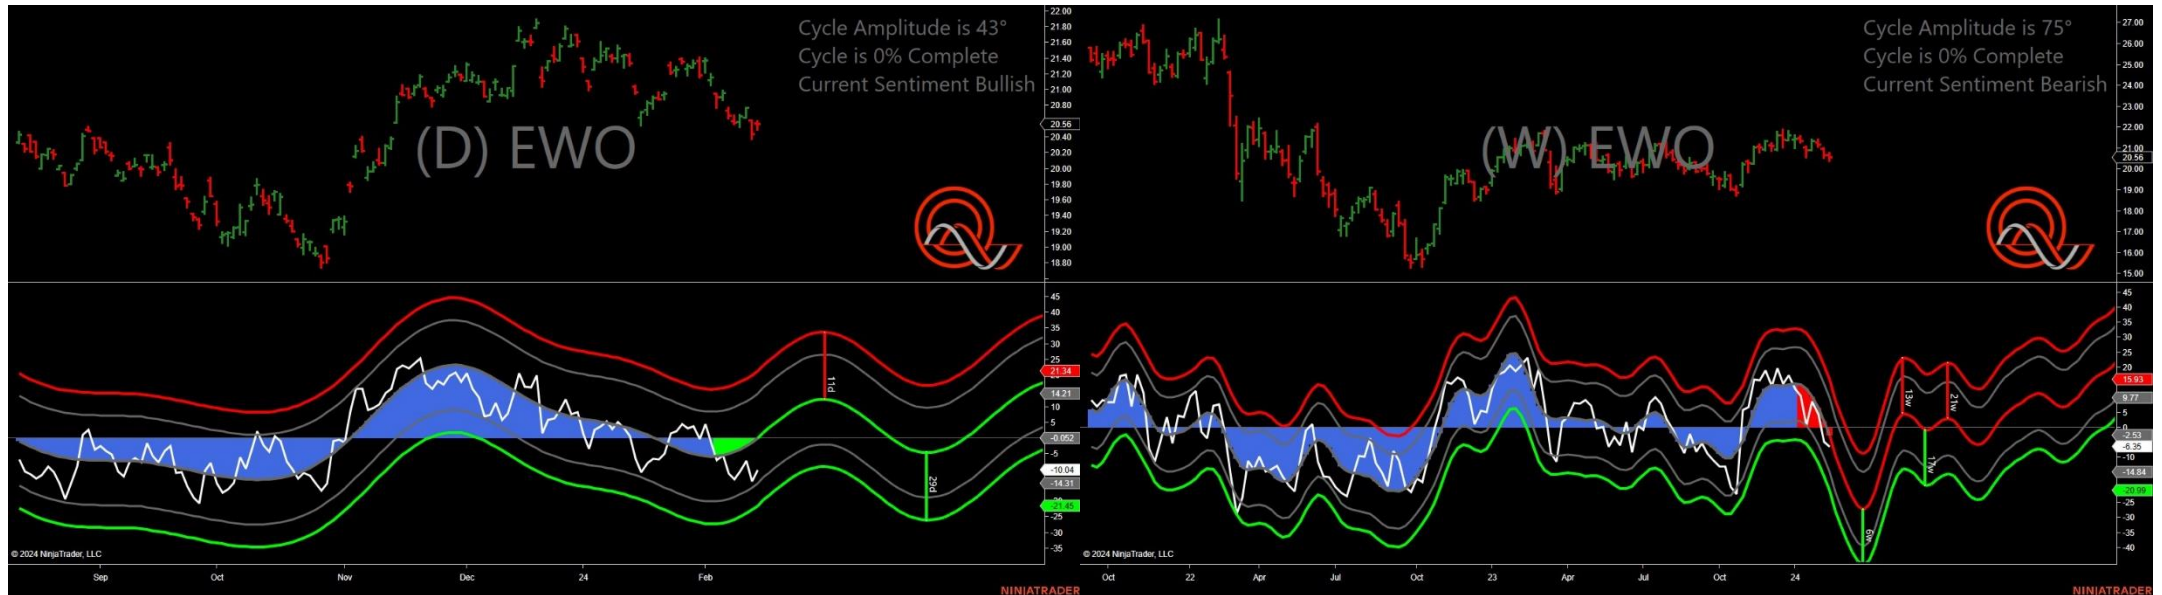 Cycle Amplitude is 43°
Cycle is 0% Complete
Current Sentiment Bullish
(D) EWO
22.00
21.80
21.60
21.40
21.20
21.00
20.80
20.56
20.40
20.20
20.00
19.80
19.60
19.40
19.20
19.00
18.80
45
40
35
30
25
21.34
14.21
10
5
-0.052
-5
-10.04
-14.31
-21.45
-25
-30
-35
11d
29d
© 2024 NinjaTrader, LLC
Sep
Oct
Nov
Dec
24
Feb
NINJATRADER
Cycle Amplitude is 75°
Cycle is 0% Complete
Current Sentiment Bearish
(W) EWO
27.00
26.00
25.00
24.00
23.00
22.00
21.00
20.56
20.00
19.00
18.00
17.00
16.00
15.00
45
40
35
30
25
20
15.93
9.77
5
0
-2.53
-6.35
-10
-14.84
-20.99
-25
-30
-35
-40
13w
21w
17w
6w
© 2024 NinjaTrader, LLC
Oct
22
Apr
Jul
Oct
23
Apr
Jul
Oct
24
NINJATRADER